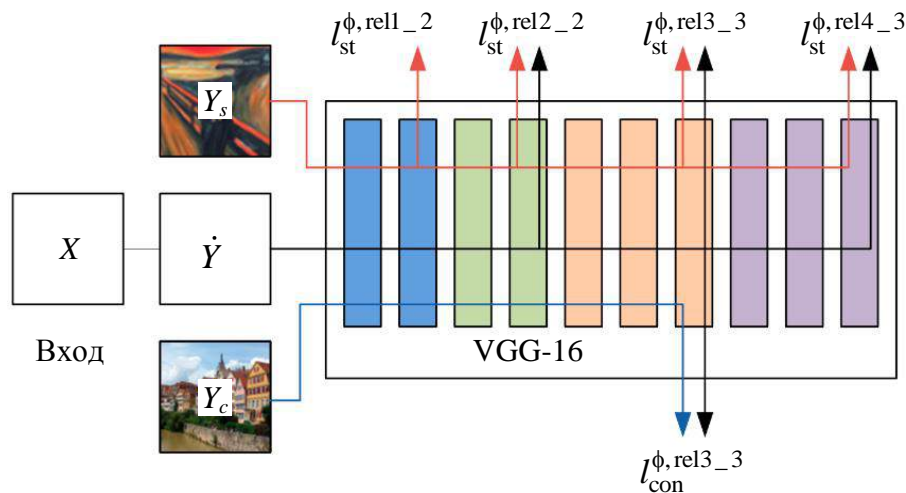 l_st^ϕ, rel1_2 l_st^ϕ, rel2_2 l_st^ϕ, rel3_3 l_st^ϕ, rel4_3
Y_s
X Ẏ
Вход
VGG-16
Y_c
l_con^ϕ, rel3_3